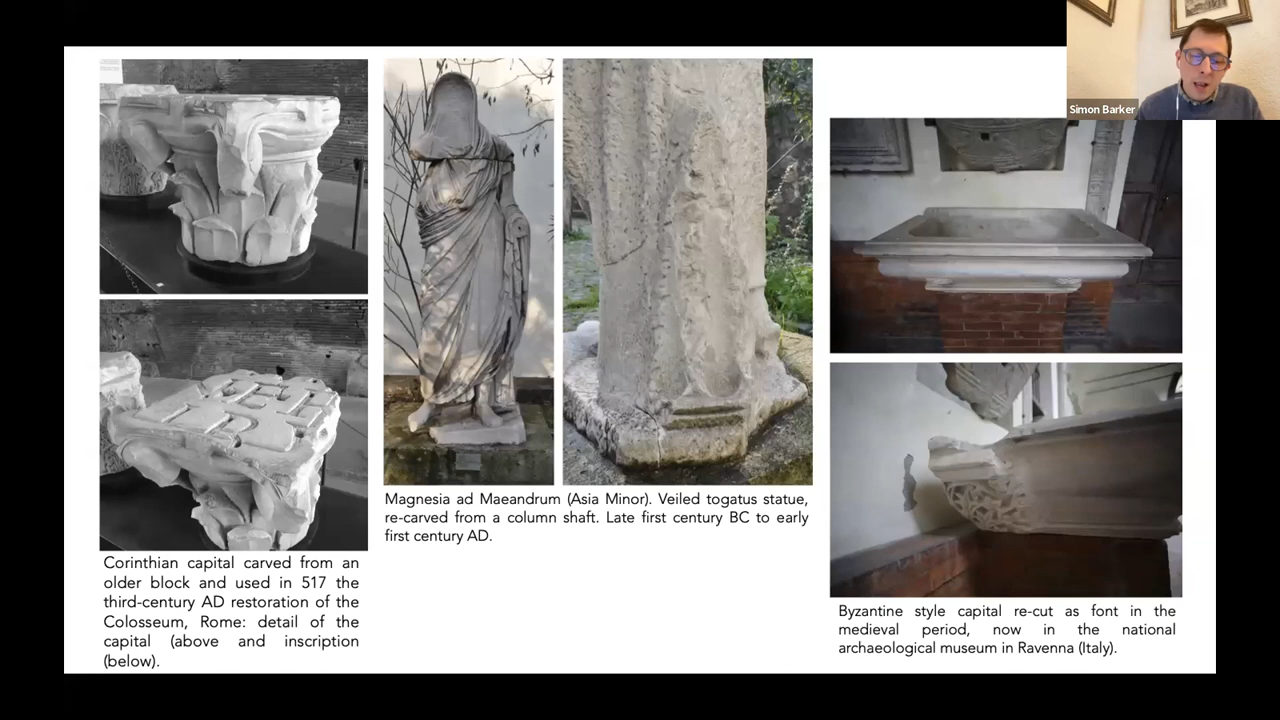 Simon Barker
Corinthian capital carved from an
older block and used in 517 the
third-century AD restoration of the
Colosseum, Rome: detail of the
capital (above and inscription
(below).
Magnesia ad Maeandrum (Asia Minor). Veiled togatus statue,
re-carved from a column shaft. Late first century BC to early
first century AD.
Byzantine style capital re-cut as font in the
medieval period, now in the national
archaeological museum in Ravenna (Italy).